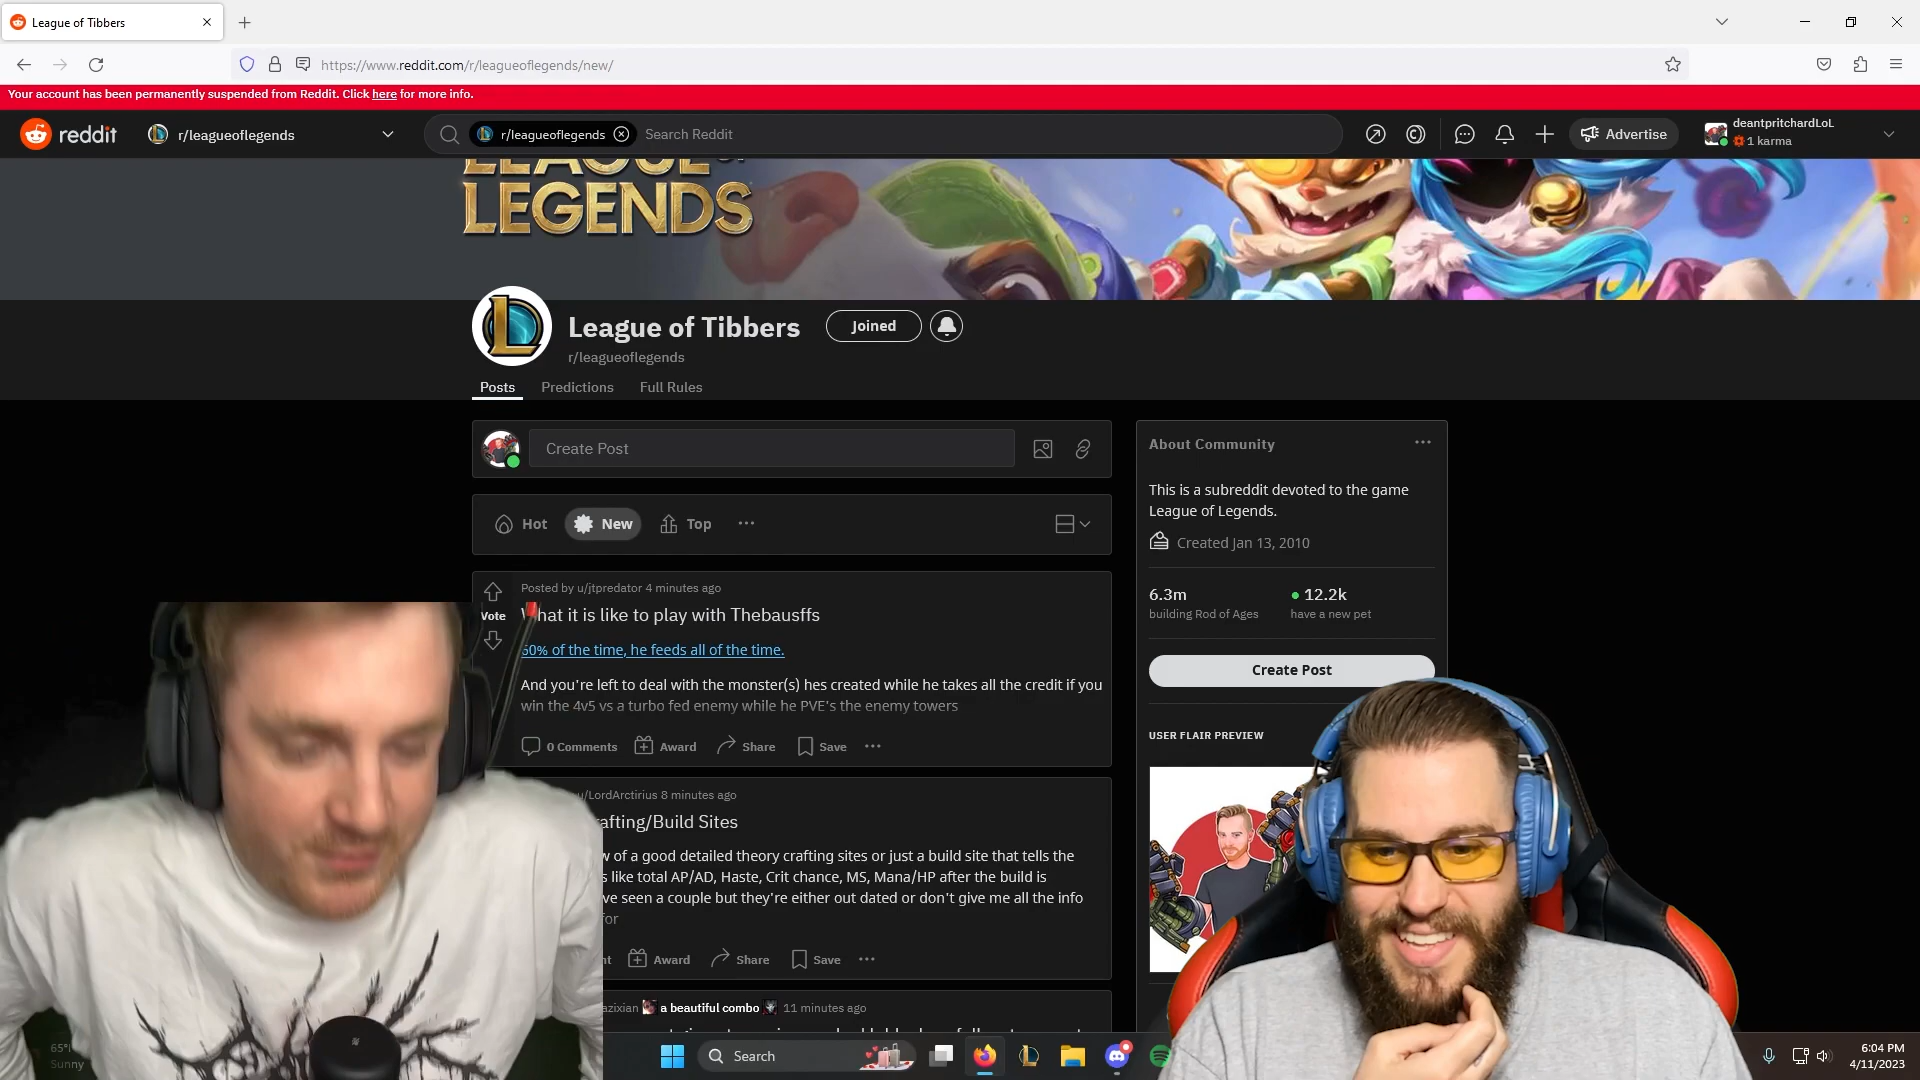 League of Tibbers
https://www.reddit.com/r/leagueoflegends/new/
Your account has been permanently suspended from Reddit. Click here for more info.
reddit
r/leagueoflegends
r/leagueoflegends
Search Reddit
Advertise
deantpritchardLoL
1 karma
LEAGUE OF
LEGENDS
League of Tibbers
Joined
r/leagueoflegends
Posts
Predictions
Full Rules
Create Post
Hot
New
Top
Posted by u/jtpredator 4 minutes ago
Vote
What it is like to play with Thebausffs
60% of the time, he feeds all of the time.
And you're left to deal with the monster(s) hes created while he takes all the credit if you
win the 4v5 vs a turbo fed enemy while he PVE's the enemy towers
0 Comments
Award
Share
Save
u/LordArctirius 8 minutes ago
rafting/Build Sites
w of a good detailed theory crafting sites or just a build site that tells the
s like total AP/AD, Haste, Crit chance, MS, Mana/HP after the build is
ve seen a couple but they're either out dated or don't give me all the info
for
nt
Award
Share
Save
azixian
a beautiful combo
11 minutes ago
About Community
This is a subreddit devoted to the game
League of Legends.
Created Jan 13, 2010
6.3m
building Rod of Ages
12.2k
have a new pet
Create Post
USER FLAIR PREVIEW
65°F
Sunny
Search
6:04 PM
4/11/2023